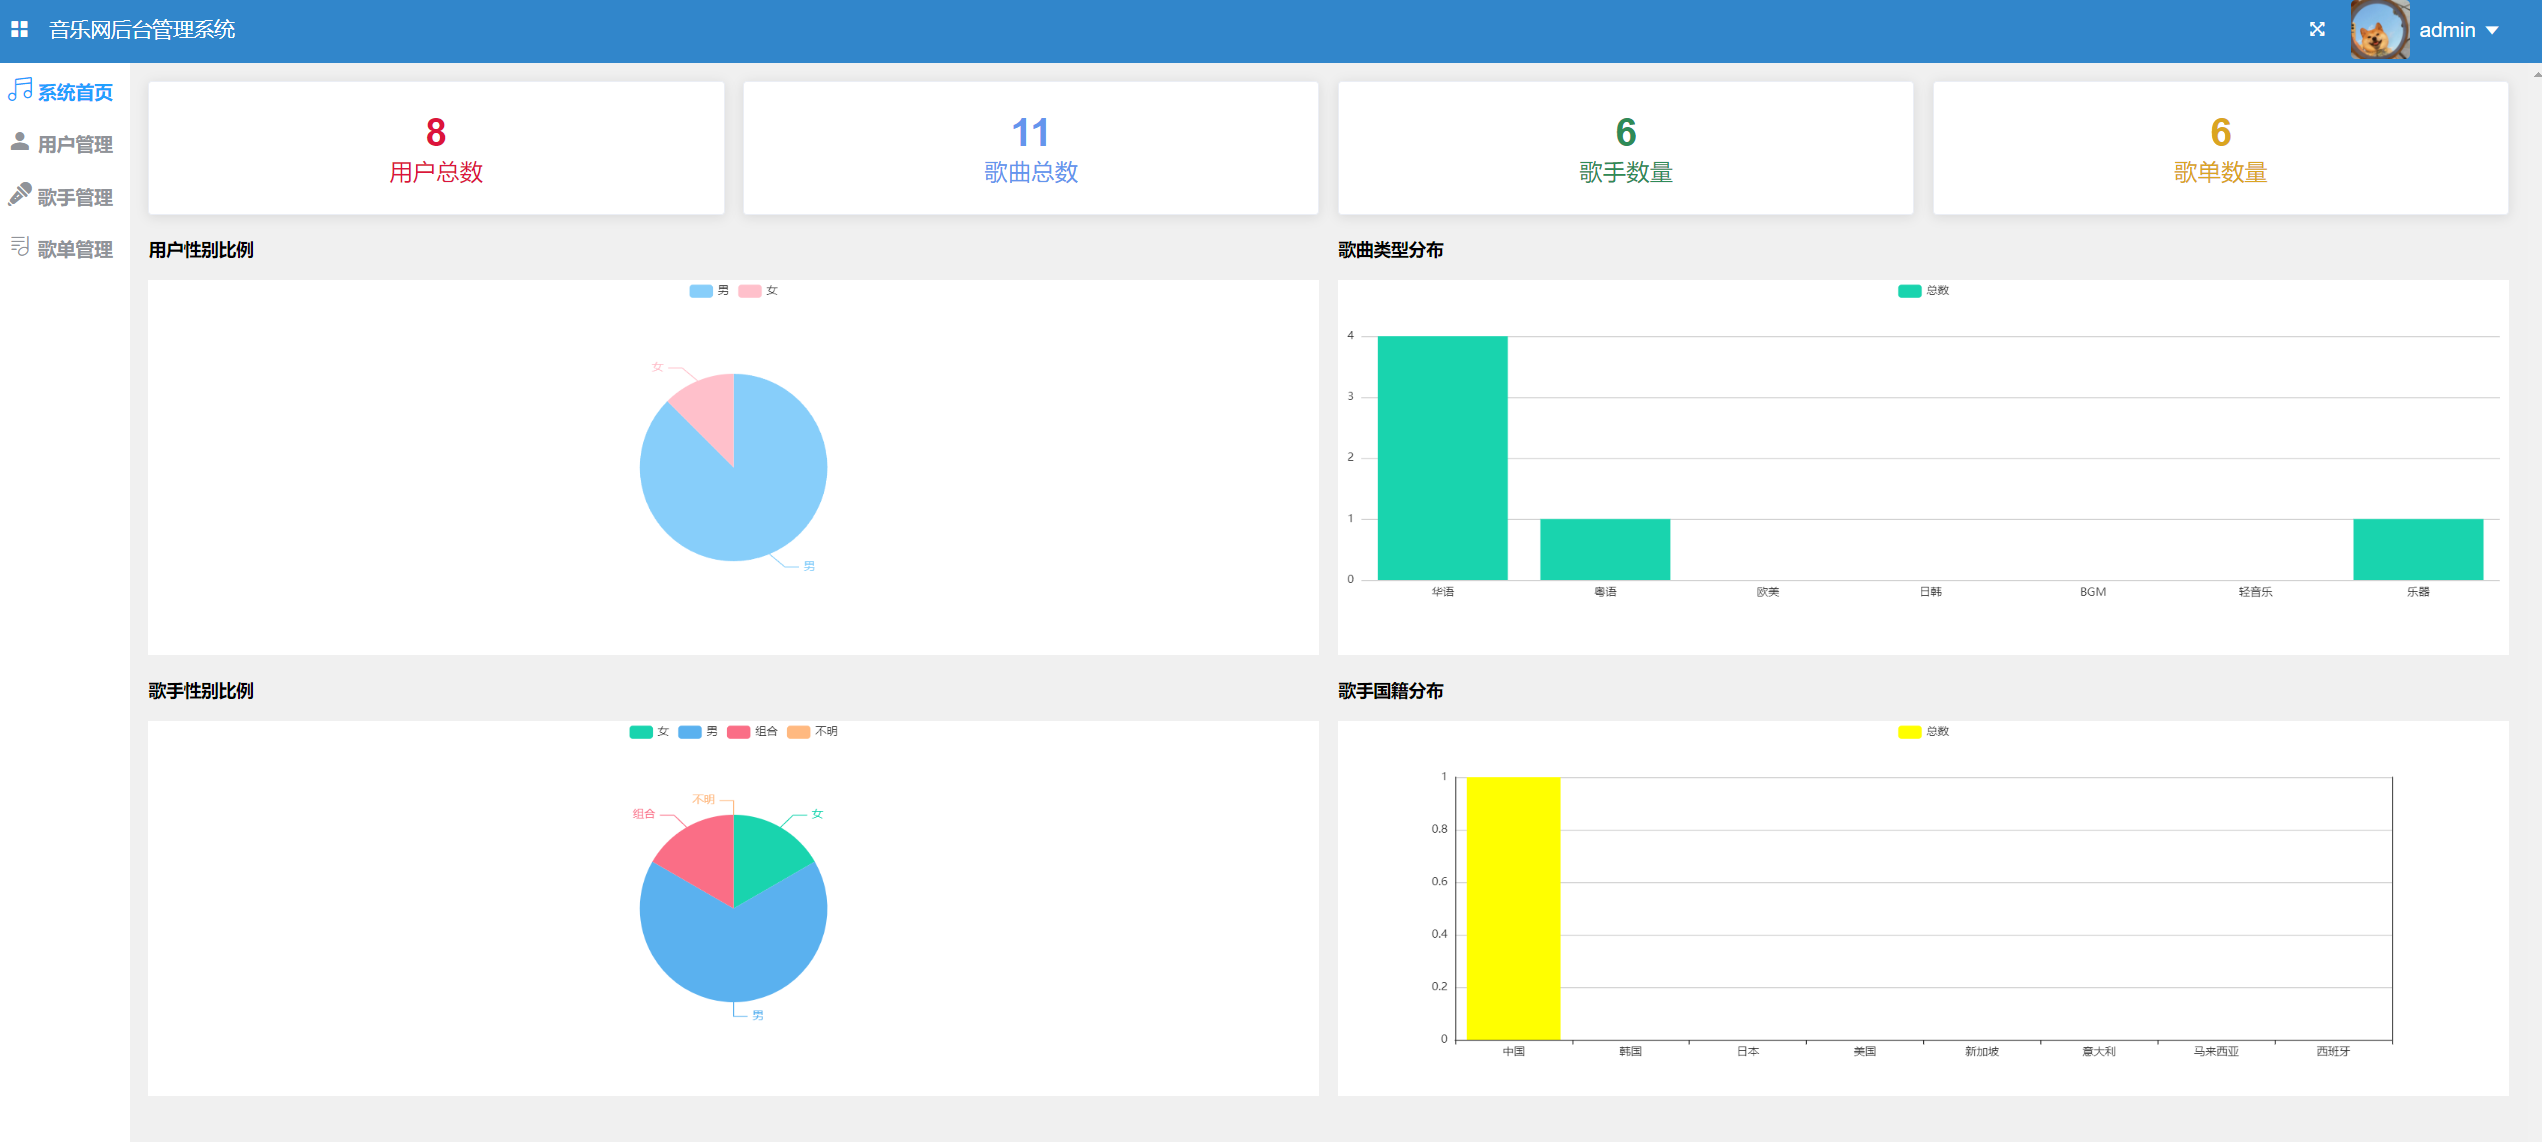 音乐网后台管理系统
admin
系统首页
用户管理
歌手管理
歌单管理
8
用户总数
11
歌曲总数
6
歌手数量
6
歌单数量
用户性别比例
男 女
女
男
歌曲类型分布
总数
4
3
2
1
0
华语 粤语 欧美 日韩 BGM 轻音乐 乐器
歌手性别比例
女 男 组合 不明
不明
组合
女
男
歌手国籍分布
总数
1
0.8
0.6
0.4
0.2
0
中国 韩国 日本 美国 新加坡 意大利 马来西亚 西班牙